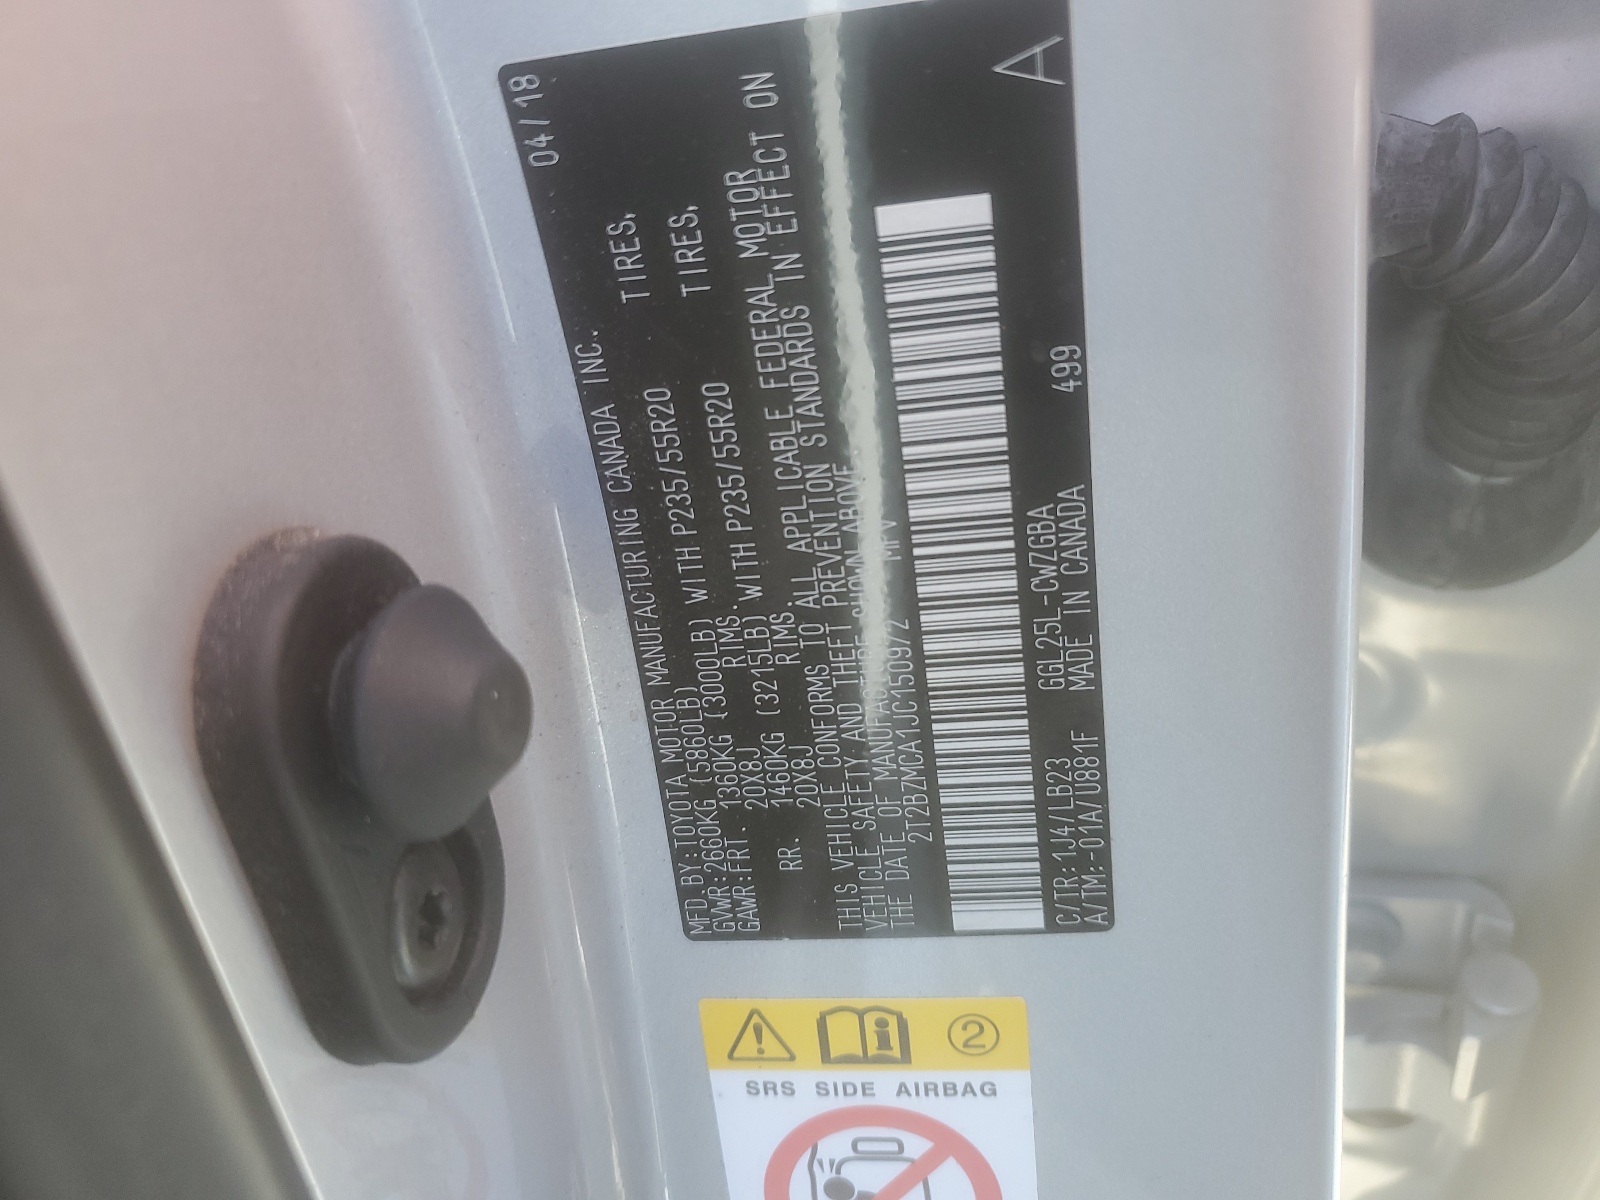 MFD.BY:TOYOTA MOTOR MANUFACTURING CANADA INC. 04/18
GVWR:2660KG (5860LB)
GAWR:FRT. 1360KG (3000LB) WITH P235/55R20 TIRES,
20X8J RIMS.
RR. 1460KG (3215LB) WITH P235/55R20 TIRES,
20X8J RIMS.
THIS VEHICLE CONFORMS TO ALL APPLICABLE FEDERAL MOTOR
VEHICLE SAFETY AND THEFT PREVENTION STANDARDS IN EFFECT ON
THE DATE OF MANUFACTURE SHOWN ABOVE.
2T2BZMCA1JC150972 MPV
A
C/TR:1J4/LB23 GGL25L-CWZGBA
A/TM:-01A/U881F MADE IN CANADA 499
2
SRS SIDE AIRBAG